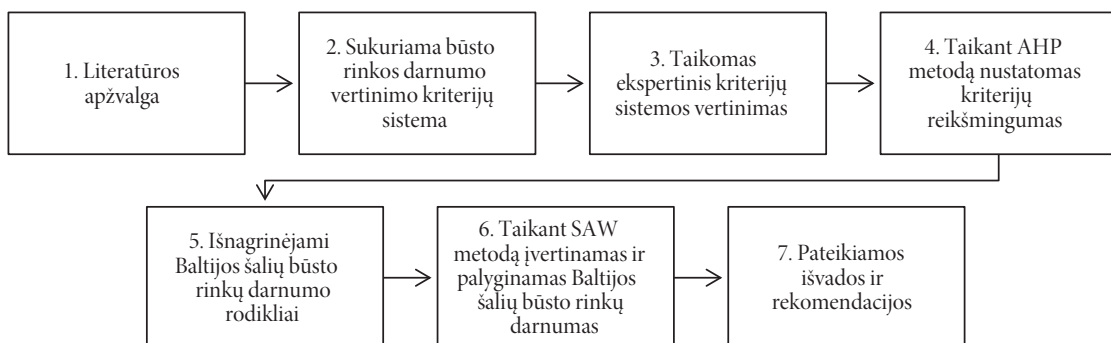 1. Literatūros
apžvalga
2. Sukuriama būsto
rinkos darnumo
vertinimo kriterijų
sistema
3. Taikomas
ekspertinis kriterijų
sistemos vertinimas
4. Taikant AHP
metodą nustatomas
kriterijų
reikšmingumas
5. Išnagrinėjami
Baltijos šalių būsto
rinkų darnumo
rodikliai
6. Taikant SAW
metodą įvertinamas ir
palyginamas Baltijos
šalių būsto rinkų
darnumas
7. Pateikiamos
išvados ir
rekomendacijos